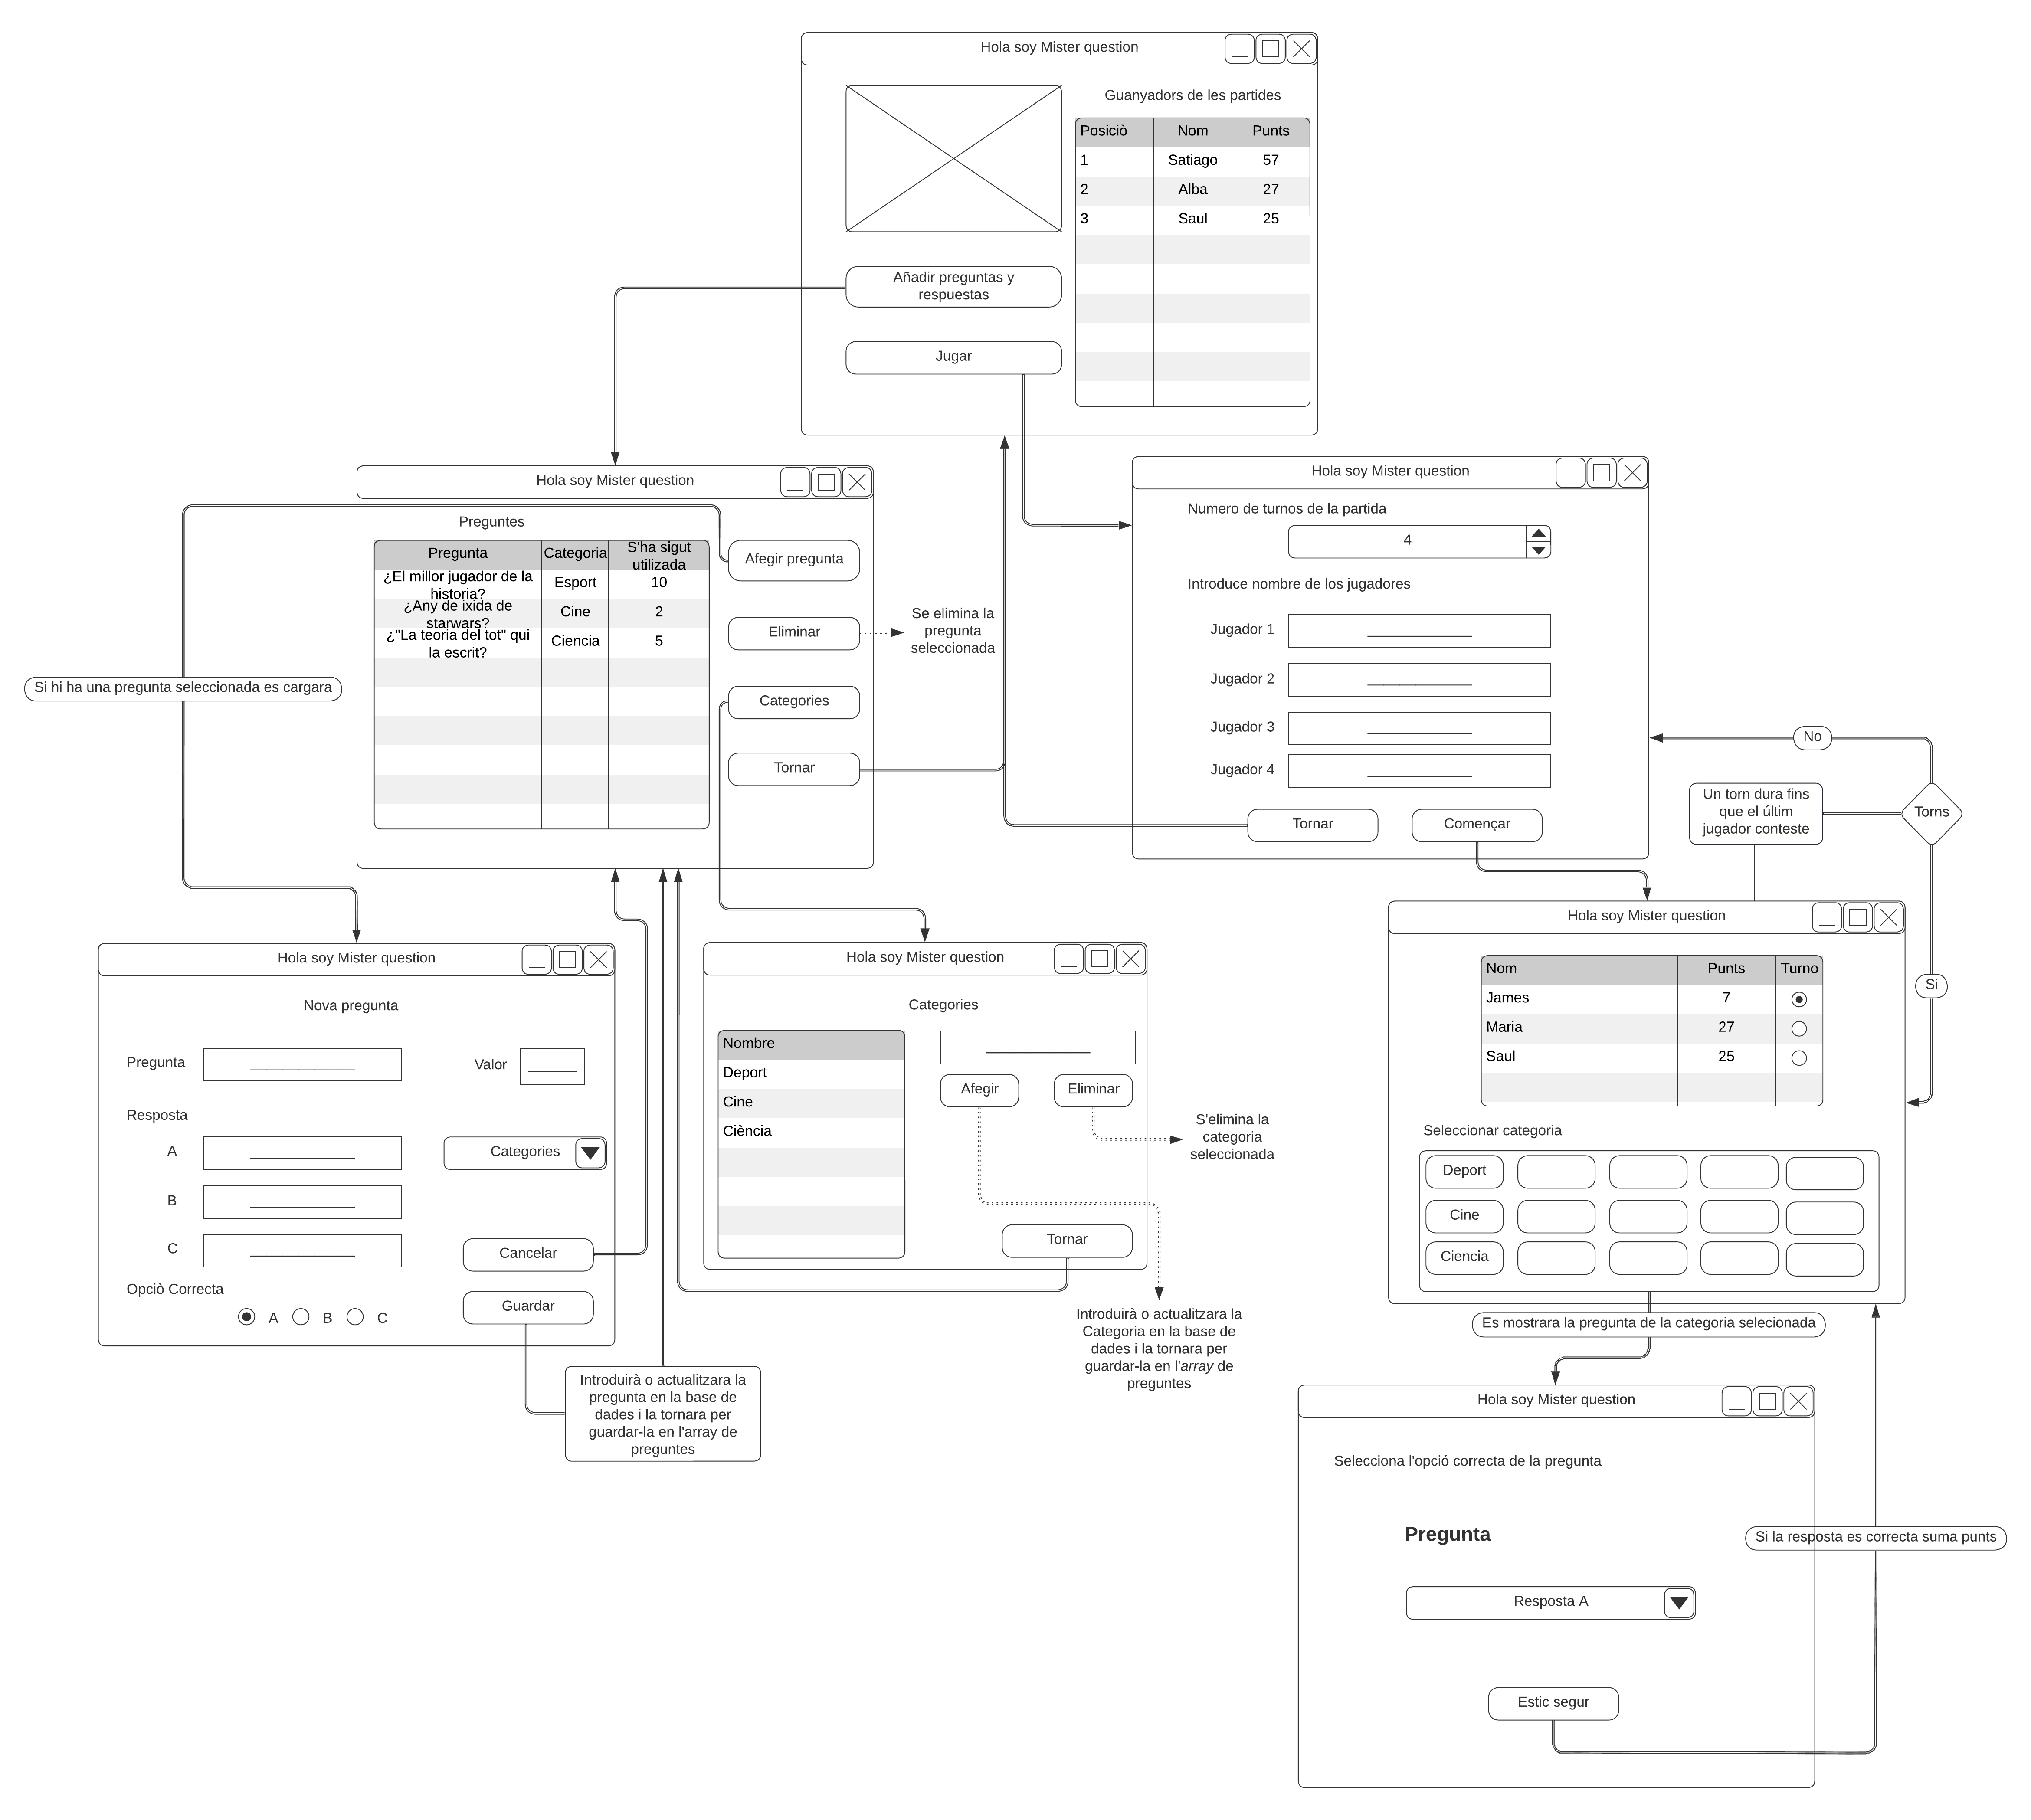 Hola soy Mister question
Guanyadors de les partides
Posiciò Nom Punts
1 Satiago 57
2 Alba 27
3 Saul 25
Añadir preguntas y
respuestas
Jugar
Hola soy Mister question
Preguntes
Pregunta Categoria S'ha sigut
utilizada
¿El millor jugador de la
historia?
Esport 10
¿Any de ixida de
starwars?
Cine 2
¿"La teoria del tot" qui
la escrit?
Ciencia 5
Afegir pregunta
Eliminar
Categories
Tornar
Se elimina la
pregunta
seleccionada
Si hi ha una pregunta seleccionada es cargara
Hola soy Mister question
Numero de turnos de la partida
4
Introduce nombre de los jugadores
Jugador 1
Jugador 2
Jugador 3
Jugador 4
Tornar Començar
No
Un torn dura fins
que el últim
jugador conteste
Torns
Si
Hola soy Mister question
Nova pregunta
Pregunta Valor
Resposta
A Categories
B
C
Cancelar
Opciò Correcta
Guardar
A B C
Introduirà o actualitzara la
pregunta en la base de
dades i la tornara per
guardar-la en l'array de
preguntes
Hola soy Mister question
Categories
Nombre
Deport
Cine
Ciència
Afegir Eliminar
Tornar
S'elimina la
categoria
seleccionada
Introduirà o actualitzara la
Categoria en la base de
dades i la tornara per
guardar-la en l'array de
preguntes
Hola soy Mister question
Nom Punts Turno
James 7
Maria 27
Saul 25
Seleccionar categoria
Deport
Cine
Ciencia
Es mostrara la pregunta de la categoria selecionada
Hola soy Mister question
Selecciona l'opció correcta de la pregunta
Pregunta
Si la resposta es correcta suma punts
Resposta A
Estic segur